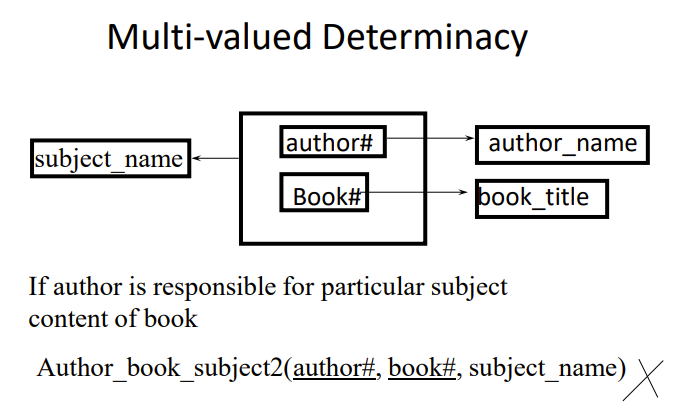 Multi-valued Determinacy
author#
author_name
subject_name
Book#
book_title
If author is responsible for particular subject
content of book
Author_book_subject2(author#, book#, subject_name)